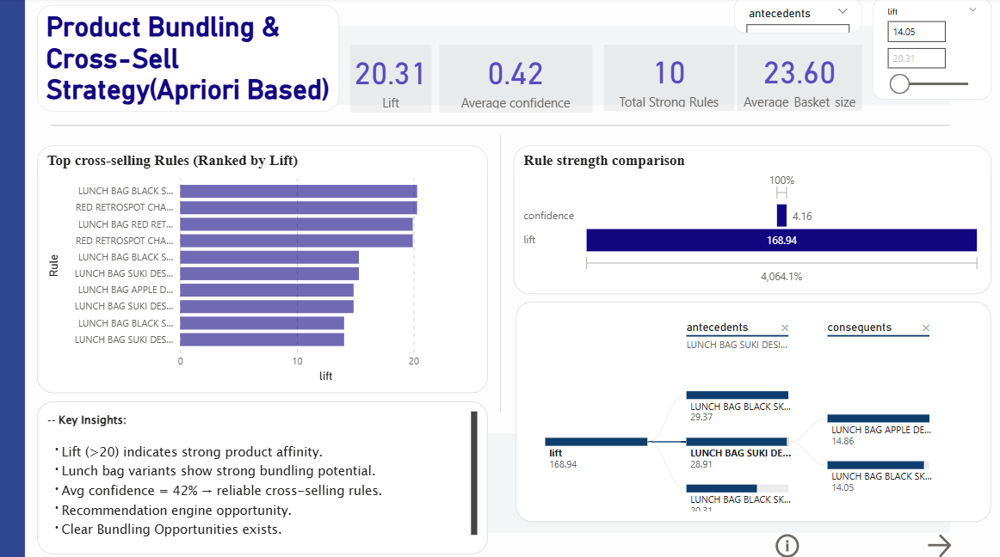 Product Bundling &
Cross-Sell
Strategy(Apriori Based)
20.31
Lift
0.42
Average confidence
10
Total Strong Rules
23.60
Average Basket size
antecedents
lift
14.05
20.31
Top cross-selling Rules (Ranked by Lift)
Rule
LUNCH BAG BLACK S...
RED RETROSPOT CHA...
LUNCH BAG RED RET...
RED RETROSPOT CHA...
LUNCH BAG BLACK S...
LUNCH BAG SUKI DES...
LUNCH BAG APPLE D...
LUNCH BAG SUKI DES...
LUNCH BAG BLACK S...
LUNCH BAG SUKI DES...
0 10 20
lift
Rule strength comparison
100%
confidence 4.16
lift 168.94
4,064.1%
-- Key Insights:
• Lift (>20) indicates strong product affinity.
• Lunch bag variants show strong bundling potential.
• Avg confidence = 42% → reliable cross-selling rules.
• Recommendation engine opportunity.
• Clear Bundling Opportunities exists.
antecedents × consequents ×
LUNCH BAG SUKI DESI...
LUNCH BAG BLACK SK...
29.37
lift
168.94
LUNCH BAG SUKI DE...
28.91
LUNCH BAG BLACK SK...
20.31
LUNCH BAG APPLE DE...
14.86
LUNCH BAG BLACK SK...
14.05